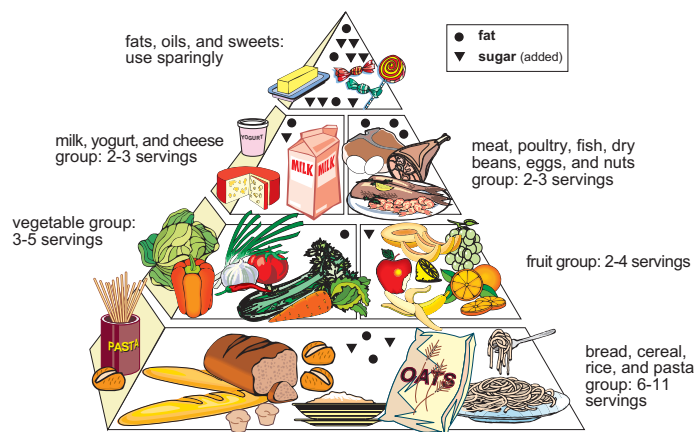 fats, oils, and sweets:
use sparingly
fat
sugar (added)
milk, yogurt, and cheese
group: 2-3 servings
YOGURT
MILK
MILK
meat, poultry, fish, dry
beans, eggs, and nuts
group: 2-3 servings
vegetable group:
3-5 servings
fruit group: 2-4 servings
PASTA
OATS
bread, cereal,
rice, and pasta
group: 6-11
servings